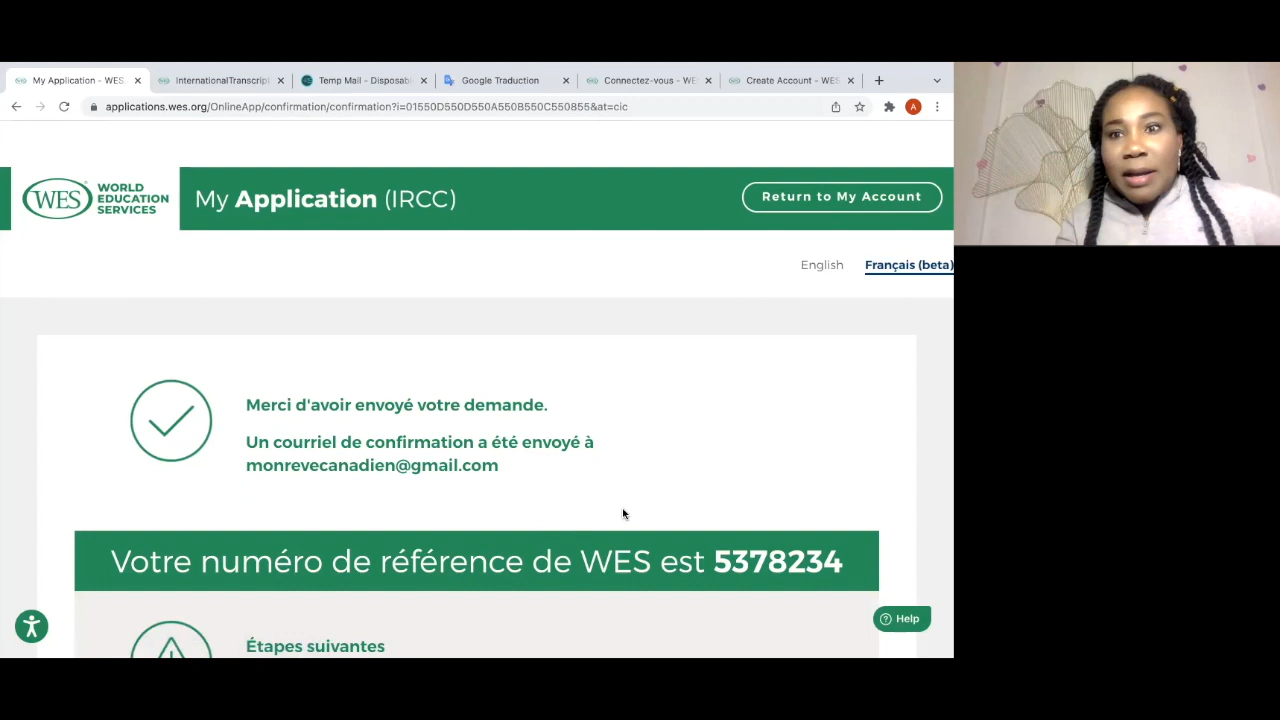 My Application - WES
InternationalTranscrip
Temp Mail - Disposab
Google Traduction
Connectez-vous - WE
Create Account - WES
applications.wes.org/OnlineApp/confirmation/confirmation?i=01550D550D550A550B550C550855&at=cic
A
WES
WORLD
EDUCATION
SERVICES
My Application (IRCC)
Return to My Account
English
Français (beta)
Merci d'avoir envoyé votre demande.
Un courriel de confirmation a été envoyé à
monrevecanadien@gmail.com
Votre numéro de référence de WES est 5378234
Étapes suivantes
Help